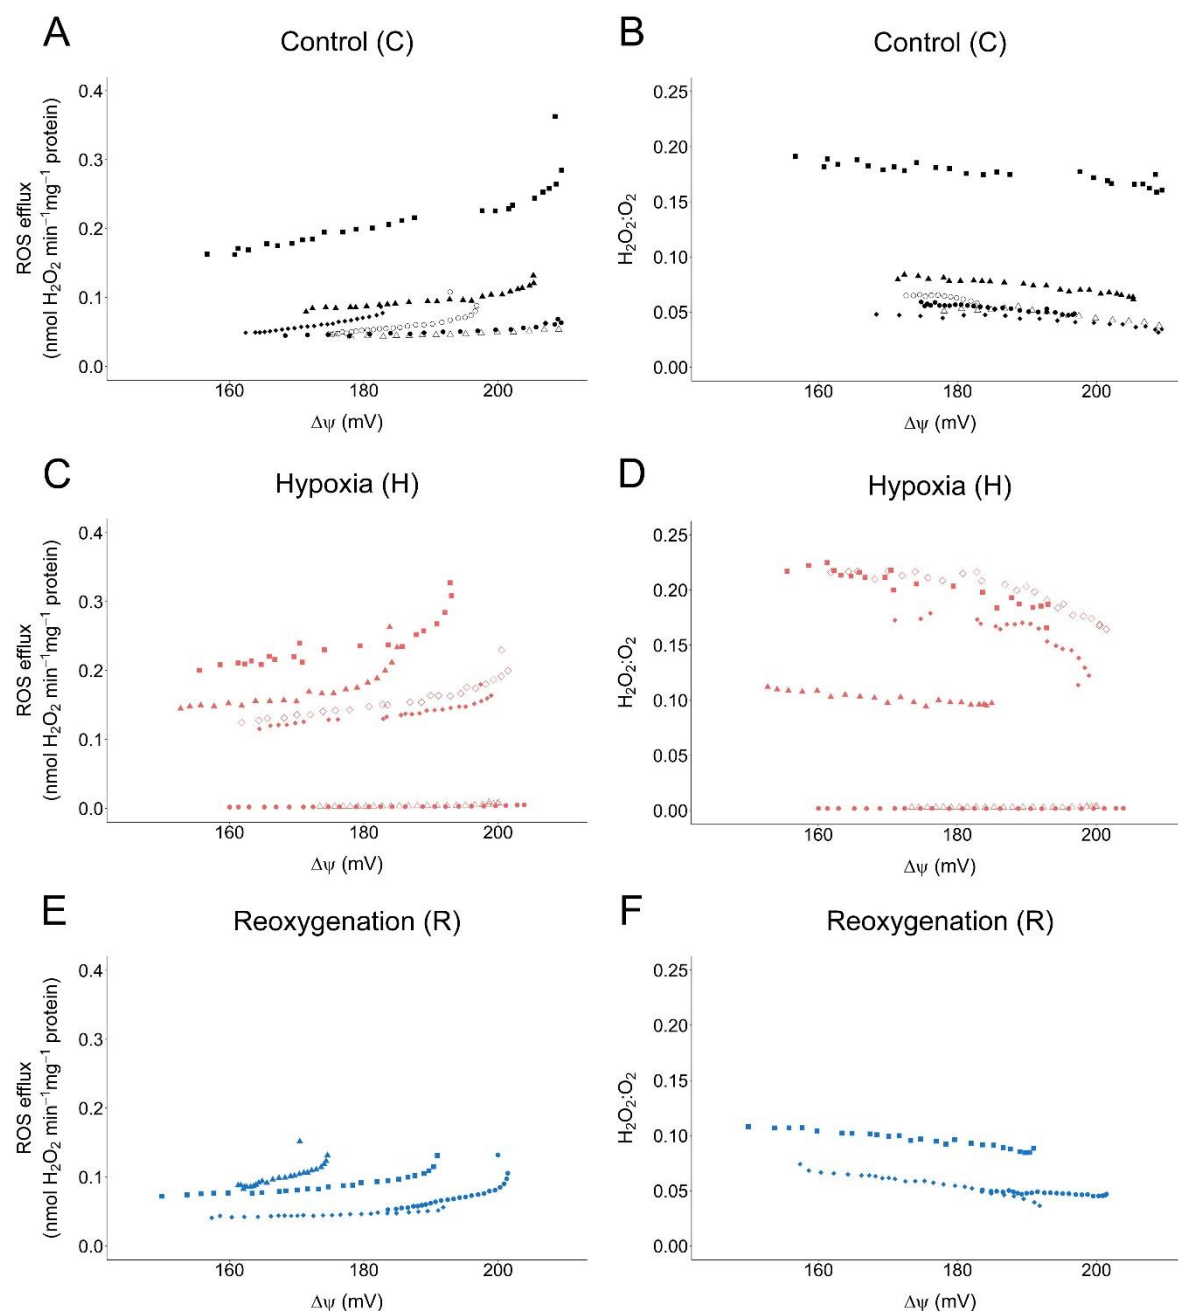 A
Control (C)
ROS efflux
(nmol H₂O₂ min⁻¹mg⁻¹ protein)
0.4
0.3
0.2
0.1
0.0
160
180
200
Δψ (mV)
B
Control (C)
H₂O₂:O₂
0.25
0.20
0.15
0.10
0.05
0.00
160
180
200
Δψ (mV)
C
Hypoxia (H)
ROS efflux
(nmol H₂O₂ min⁻¹mg⁻¹ protein)
0.4
0.3
0.2
0.1
0.0
160
180
200
Δψ (mV)
D
Hypoxia (H)
H₂O₂:O₂
0.25
0.20
0.15
0.10
0.05
0.00
160
180
200
Δψ (mV)
E
Reoxygenation (R)
ROS efflux
(nmol H₂O₂ min⁻¹mg⁻¹ protein)
0.4
0.3
0.2
0.1
0.0
160
180
200
Δψ (mV)
F
Reoxygenation (R)
H₂O₂:O₂
0.25
0.20
0.15
0.10
0.05
0.00
160
180
200
Δψ (mV)